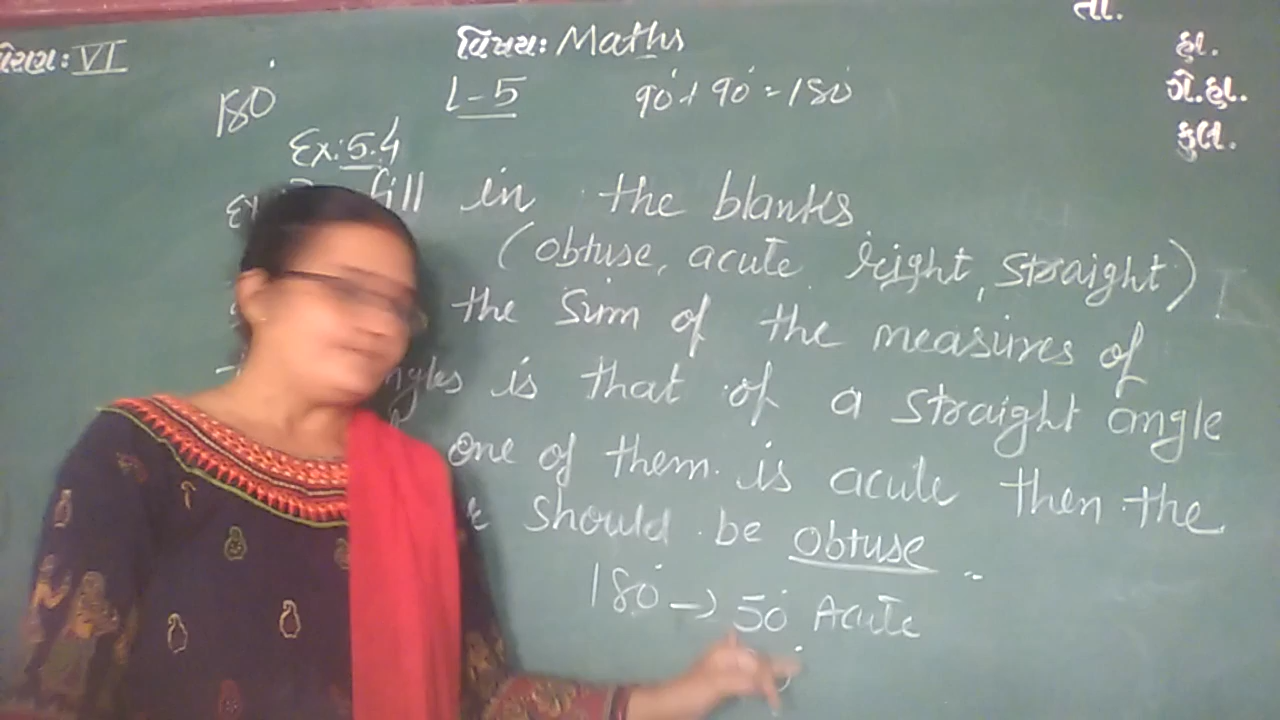 તા.
વિષય: Maths
VI
હા.
180°
L-5
90°+90°=180°
ગે.હા.
કુલ.
Ex:5.4
fill in the blanks
(obtuse, acute right, straight)
the sum of the measures of
is that of a straight angle
one of them is acute then the
should be obtuse
180° → 50° Acute